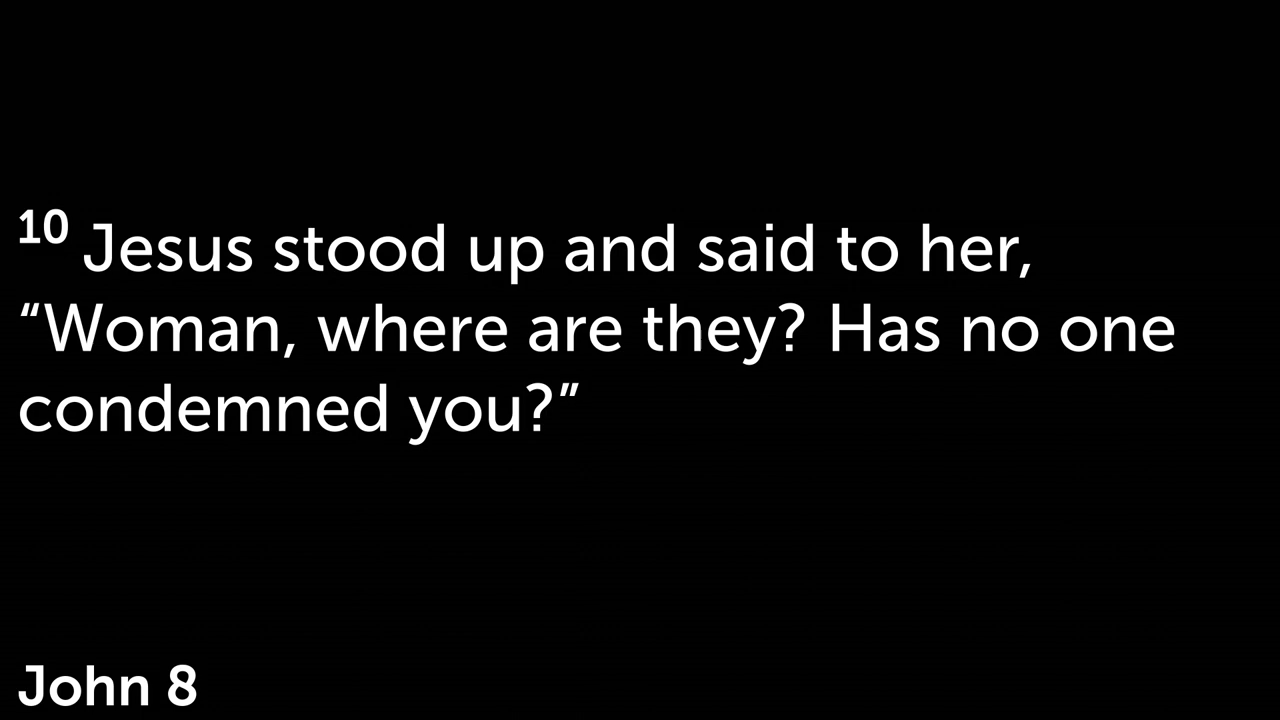 10 Jesus stood up and said to her,
“Woman, where are they? Has no one
condemned you?”
John 8